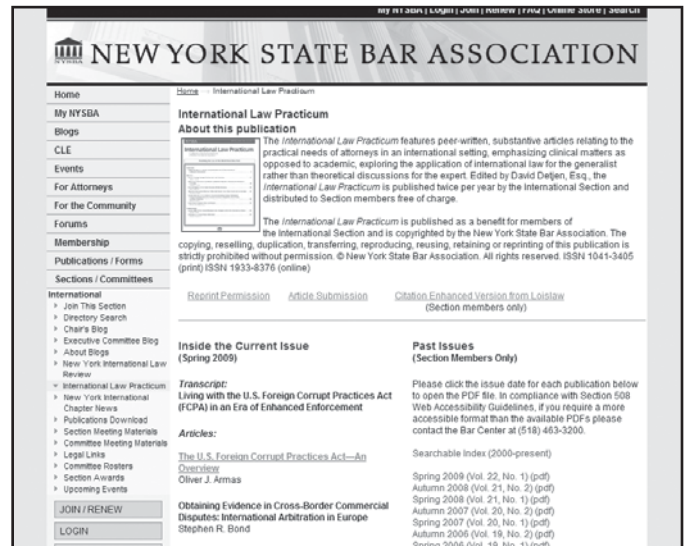 My NYSBA | Login | Join | Renew | FAQ | Online Store | Search
NYSBA
NEW YORK STATE BAR ASSOCIATION
Home
My NYSBA
Blogs
CLE
Events
For Attorneys
For the Community
Forums
Membership
Publications / Forms
Sections / Committees
International
Join This Section
Directory Search
Chair's Blog
Executive Committee Blog
About Blogs
New York International Law
Review
International Law Practicum
New York International
Chapter News
Publications Download
Section Meeting Materials
Committee Meeting Materials
Legal Links
Committee Rosters
Section Awards
Upcoming Events
JOIN / RENEW
LOGIN
Home → International Law Practicum
International Law Practicum
About this publication
International Law Practicum
The International Law Practicum features peer-written, substantive articles relating to the
practical needs of attorneys in an international setting, emphasizing clinical matters as
opposed to academic, exploring the application of international law for the generalist
rather than theoretical discussions for the expert. Edited by David Detjen, Esq., the
International Law Practicum is published twice per year by the International Section and
distributed to Section members free of charge.
The International Law Practicum is published as a benefit for members of
the International Section and is copyrighted by the New York State Bar Association. The
copying, reselling, duplication, transferring, reproducing, reusing, retaining or reprinting of this publication is
strictly prohibited without permission. © New York State Bar Association. All rights reserved. ISSN 1041-3405
(print) ISSN 1933-8376 (online)
Reprint Permission Article Submission Citation Enhanced Version from Loislaw
(Section members only)
Inside the Current Issue
(Spring 2009)
Transcript:
Living with the U.S. Foreign Corrupt Practices Act
(FCPA) in an Era of Enhanced Enforcement
Articles:
The U.S. Foreign Corrupt Practices Act—An
Overview
Oliver J. Armas
Obtaining Evidence in Cross-Border Commercial
Disputes: International Arbitration in Europe
Stephen R. Bond
Past Issues
(Section Members Only)
Please click the issue date for each publication below
to open the PDF file. In compliance with Section 508
Web Accessibility Guidelines, if you require a more
accessible format than the available PDFs please
contact the Bar Center at (518) 463-3200.
Searchable Index (2000-present)
Spring 2009 (Vol. 22, No. 1) (pdf)
Autumn 2008 (Vol. 21, No. 2) (pdf)
Spring 2008 (Vol. 21, No. 1) (pdf)
Autumn 2007 (Vol. 20, No. 2) (pdf)
Spring 2007 (Vol. 20, No. 1) (pdf)
Autumn 2006 (Vol. 19, No. 2) (pdf)
Spring 2006 (Vol. 19, No. 1) (pdf)